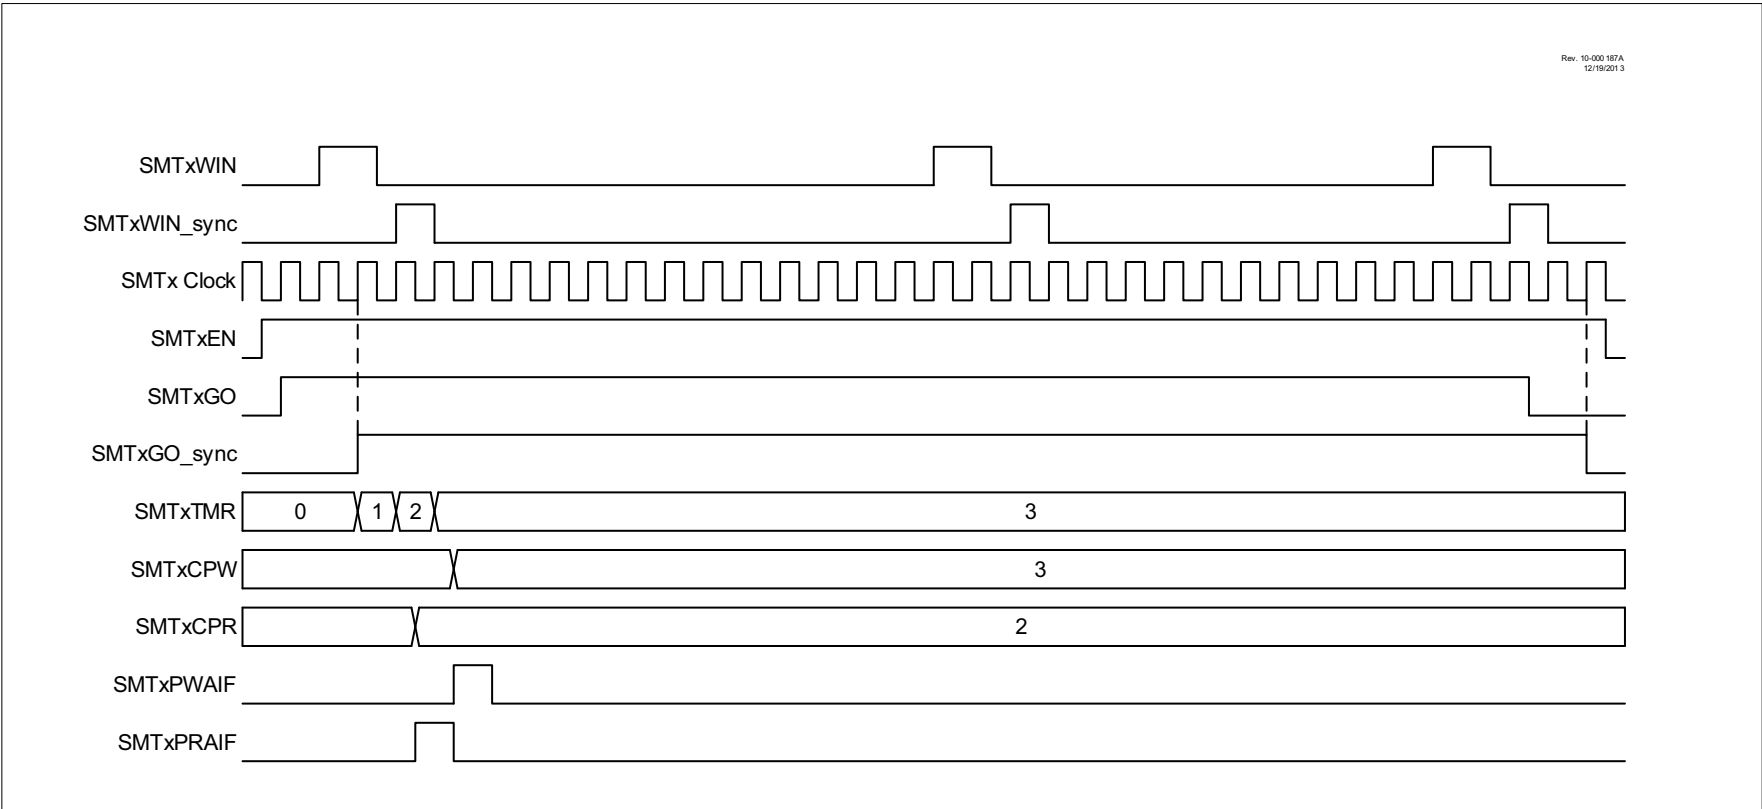 Rev. 10-000 187A
12/19/201 3
SMTxWIN
SMTxWIN_sync
SMTx Clock
SMTxEN
SMTxGO
SMTxGO_sync
SMTxTMR 0 1 2 3
SMTxCPW 3
SMTxCPR 2
SMTxPWAIF
SMTxPRAIF